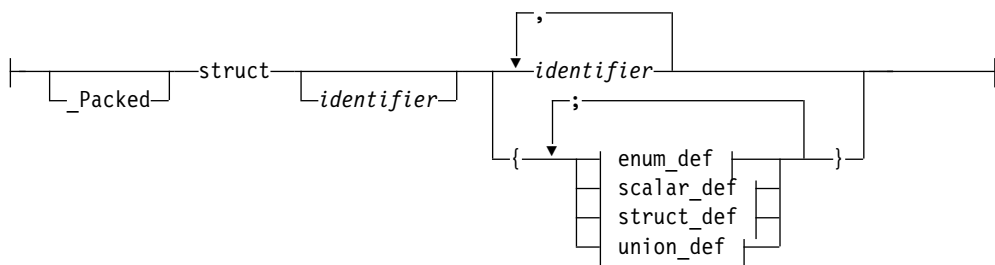 ,
struct identifier
_Packed identifier
;
{ enum_def }
scalar_def
struct_def
union_def